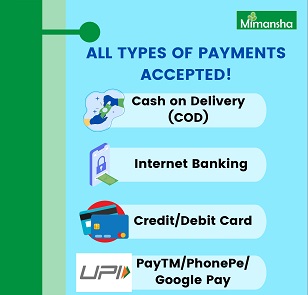 Mimansha
ALL TYPES OF PAYMENTS
ACCEPTED!
Cash on Delivery
(COD)
Internet Banking
Credit/Debit Card
UPI
PayTM/PhonePe/
Google Pay